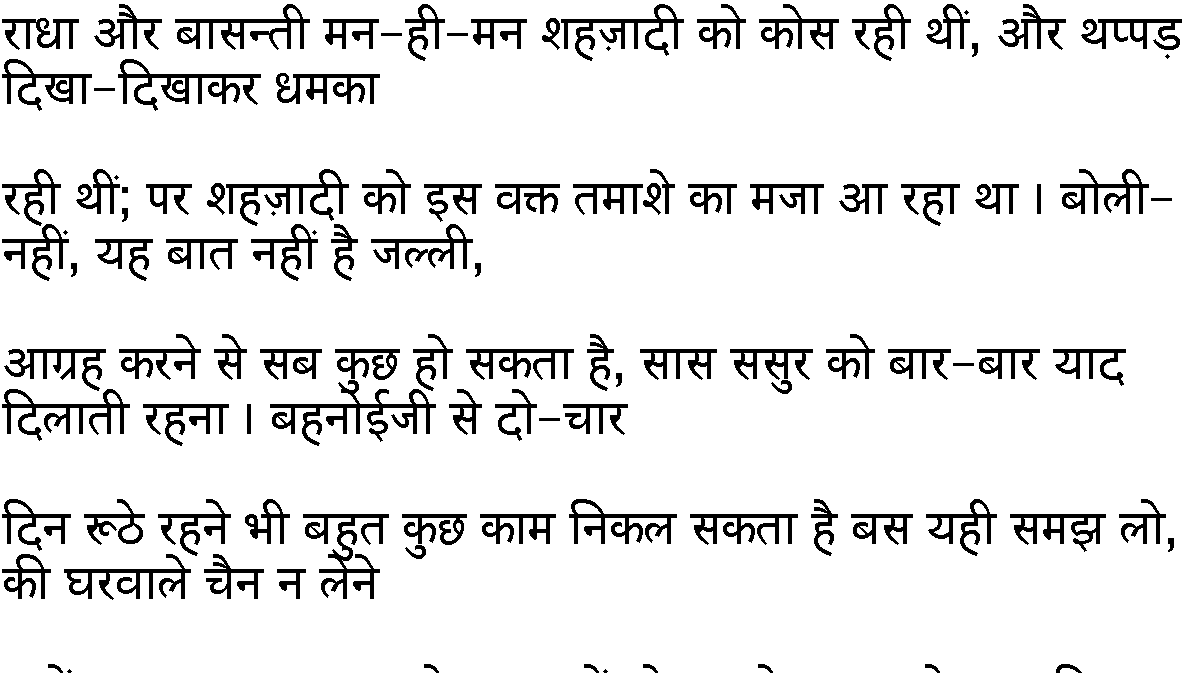 राधा और बासन्ती मन-ही-मन शहज़ादी को कोस रही थीं, और थप्पड़
दिखा-दिखाकर धमका
रही थीं; पर शहज़ादी को इस वक्त तमाशे का मजा आ रहा था । बोली-
नहीं, यह बात नहीं है जल्ली,
आग्रह करने से सब कुछ हो सकता है, सास ससुर को बार-बार याद
दिलाती रहना । बहनोईजी से दो-चार
दिन रूठे रहने भी बहुत कुछ काम निकल सकता है बस यही समझ लो,
की घरवाले चैन न लेने